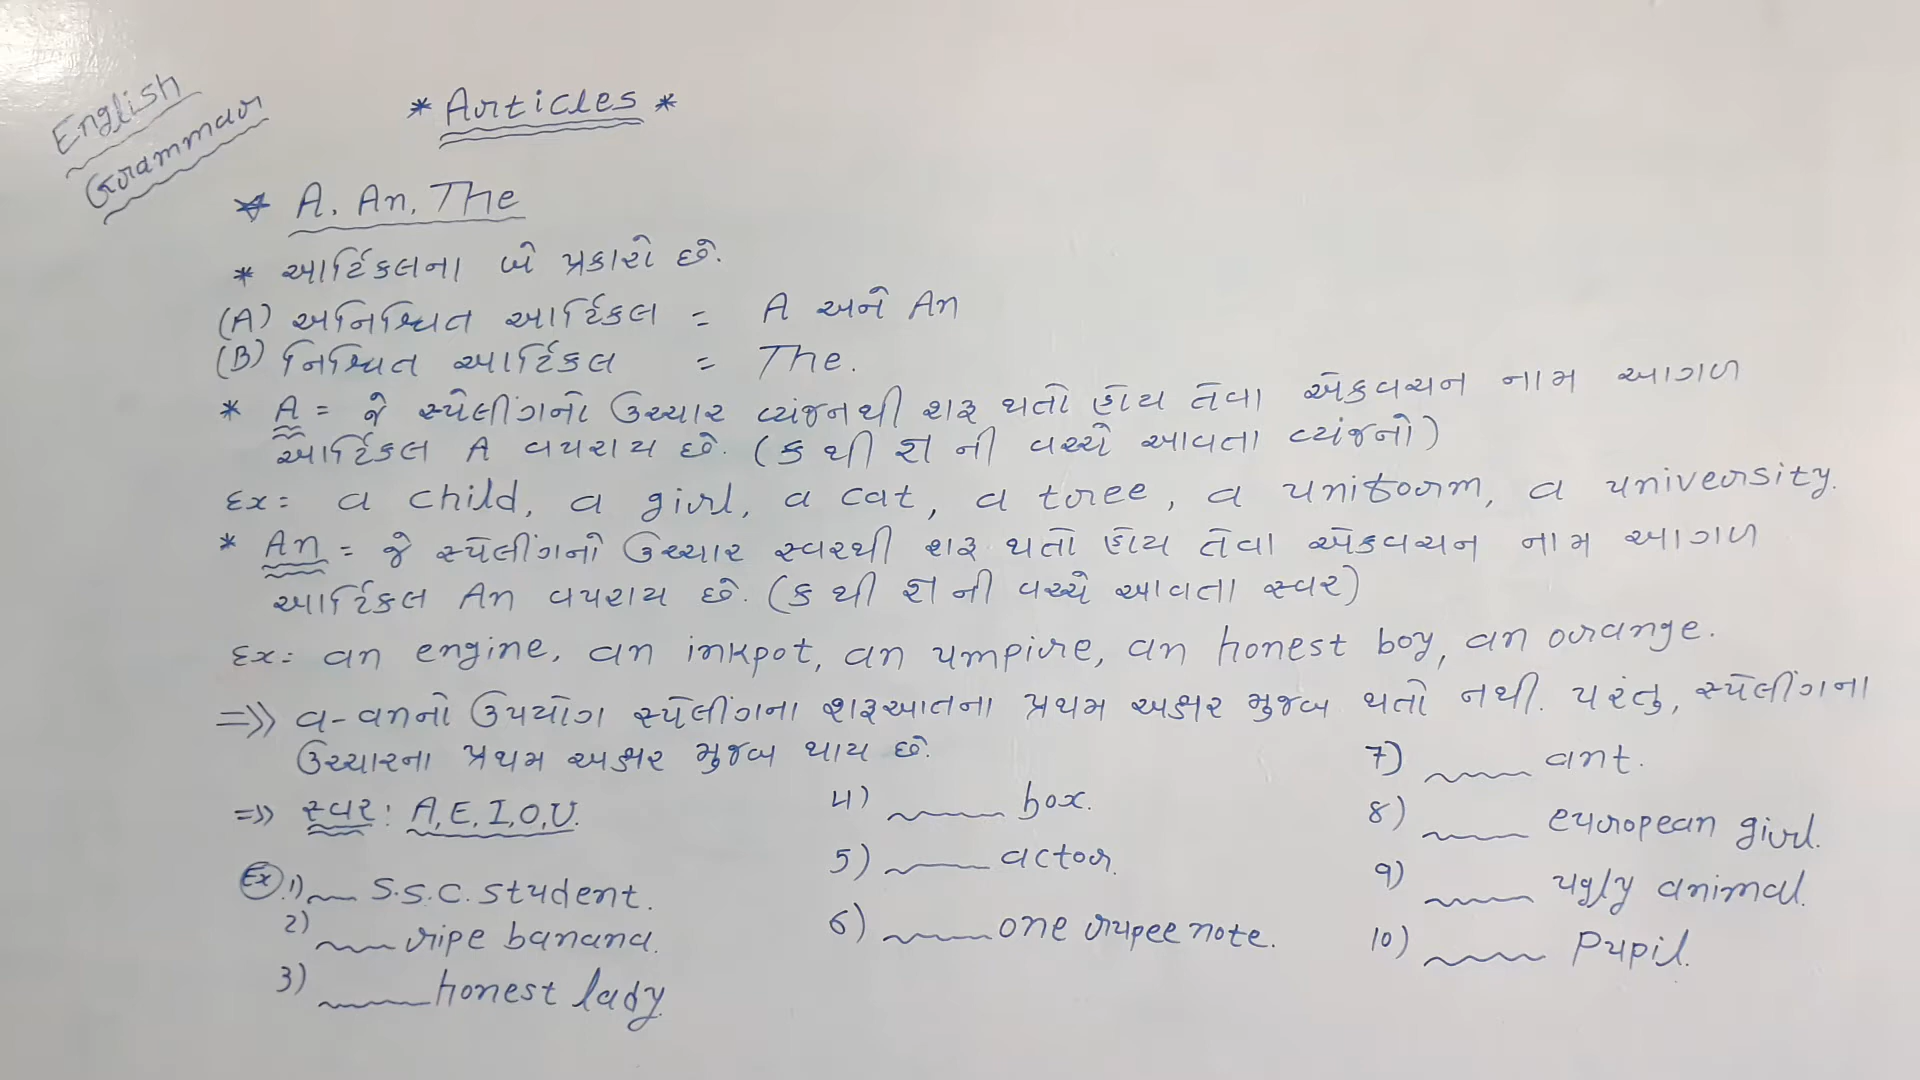 English
Grammar
* Articles *
* A. An. The
* આર્ટિકલના બે પ્રકારો છે.
(A) અનિશ્ચિત આર્ટિકલ = A અને An
(B) નિશ્ચિત આર્ટિકલ = The.
* A = જે સ્પેલીંગનો ઉચ્ચાર વ્યંજનથી શરૂ થતો હોય તેવા એકવચન નામ આગળ
આર્ટિકલ A વપરાય છે. (ક થી જ્ઞ ની વચ્ચે આવતા વ્યંજનો)
Ex = a child, a girl, a cat, a tree, a uniform, a university.
* An = જે સ્પેલીંગનો ઉચ્ચાર સ્વરથી શરૂ થતો હોય તેવા એકવચન નામ આગળ
આર્ટિકલ An વપરાય છે. (ક થી જ્ઞ ની વચ્ચે આવતા સ્વર)
Ex = an engine, an inkpot, an umpire, an honest boy, an orange.
=>> a-anનો ઉપયોગ સ્પેલીંગના શરૂઆતના પ્રથમ અક્ષર મુજબ થતો નથી. પરંતુ, સ્પેલીંગના
ઉચ્ચારના પ્રથમ અક્ષર મુજબ થાય છે.
=>> સ્વર : A, E, I, O, U.
Ex. 1) ___ S.S.C. student.
2) ___ ripe banana.
3) ___ honest lady.
4) ___ box.
5) ___ actor.
6) ___ one rupee note.
7) ___ ant.
8) ___ european girl.
9) ___ ugly animal.
10) ___ Pupil.